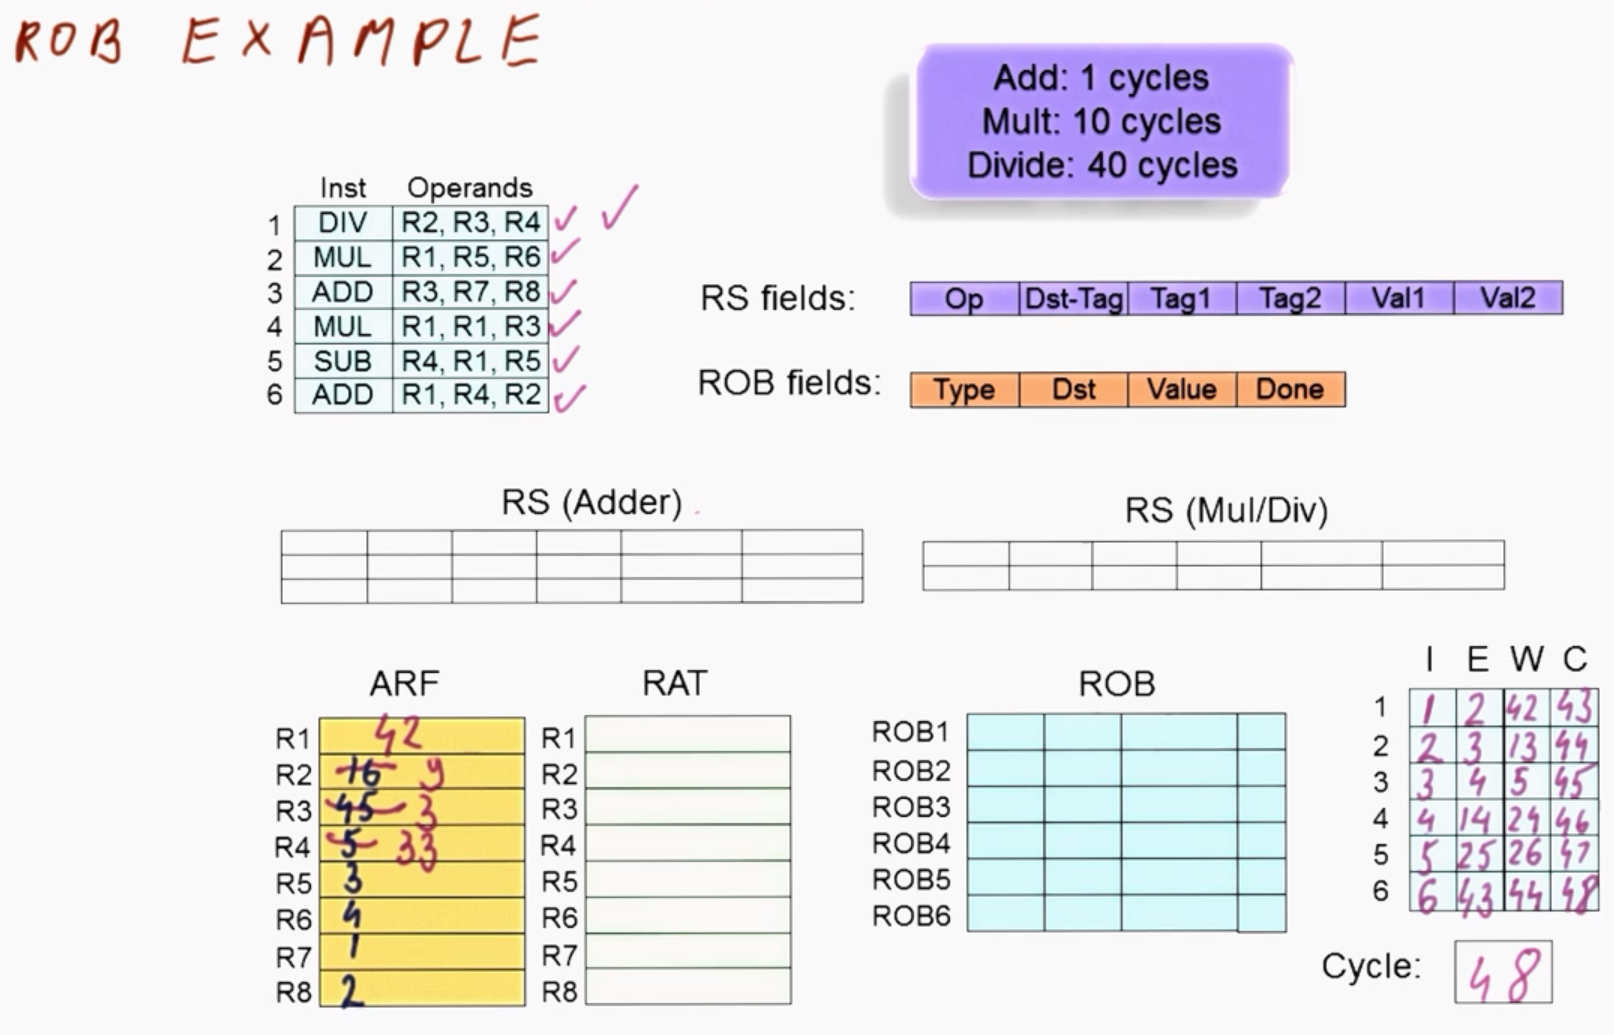 ROB EXAMPLE
Add: 1 cycles
Mult: 10 cycles
Divide: 40 cycles
Inst Operands
1 DIV R2, R3, R4 ✓ ✓
2 MUL R1, R5, R6 ✓
3 ADD R3, R7, R8 ✓
4 MUL R1, R1, R3 ✓
5 SUB R4, R1, R5 ✓
6 ADD R1, R4, R2 ✓
RS fields: Op Dst-Tag Tag1 Tag2 Val1 Val2
ROB fields: Type Dst Value Done
RS (Adder)
RS (Mul/Div)
ARF
R1 42
R2 16 9
R3 45 3
R4 5 33
R5 3
R6 4
R7 1
R8 2
RAT
R1
R2
R3
R4
R5
R6
R7
R8
ROB
ROB1
ROB2
ROB3
ROB4
ROB5
ROB6
I E W C
1 1 2 42 43
2 2 3 13 44
3 3 4 5 45
4 4 14 24 46
5 5 25 26 47
6 6 43 44 48
Cycle: 48